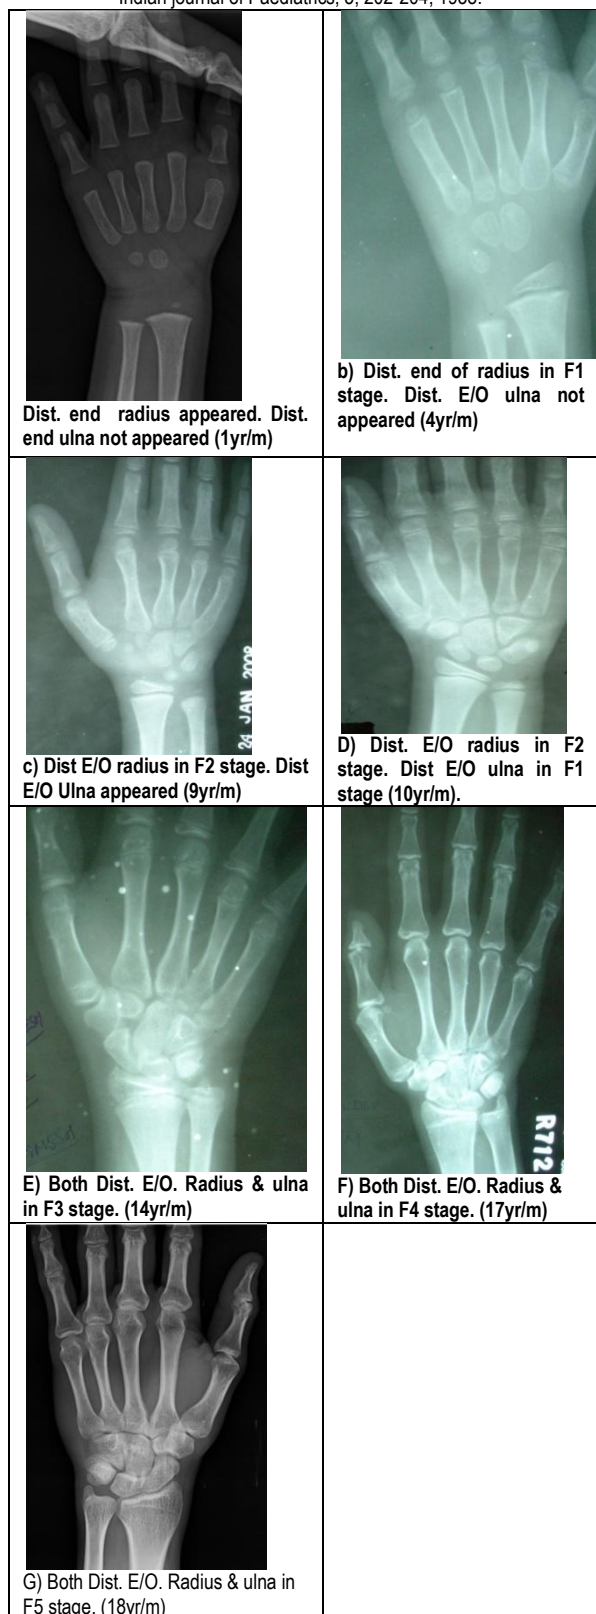 Indian journal of Paediatrics, 5, 202-204, 1938.
Dist. end radius appeared. Dist.
end ulna not appeared (1yr/m)
b) Dist. end of radius in F1
stage. Dist. E/O ulna not
appeared (4yr/m)
24 JAN 2008
c) Dist E/O radius in F2 stage. Dist
E/O Ulna appeared (9yr/m)
D) Dist. E/O radius in F2
stage. Dist E/O ulna in F1
stage (10yr/m).
E) Both Dist. E/O. Radius & ulna
in F3 stage. (14yr/m)
R712
F) Both Dist. E/O. Radius &
ulna in F4 stage. (17yr/m)
G) Both Dist. E/O. Radius & ulna in
F5 stage. (18yr/m)